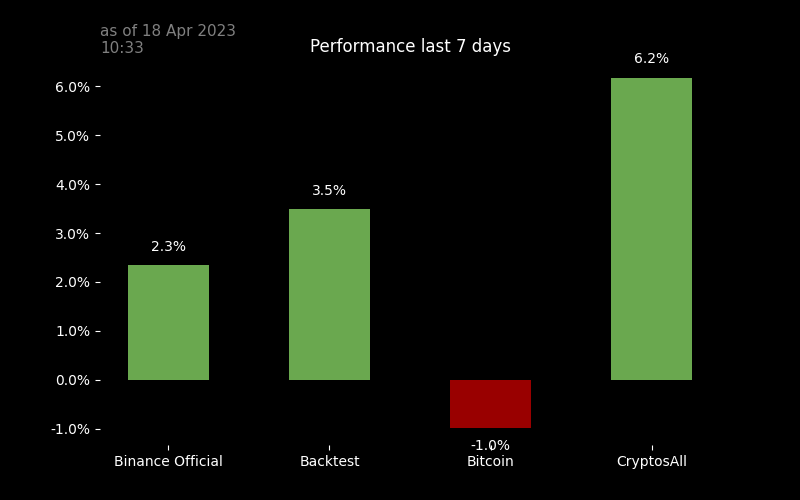 as of 18 Apr 2023
10:33
Performance last 7 days
6.2%
6.0%
5.0%
4.0%
3.5%
3.0%
2.3%
2.0%
1.0%
0.0%
-1.0%
-1.0%
Binance Official
Backtest
Bitcoin
CryptosAll